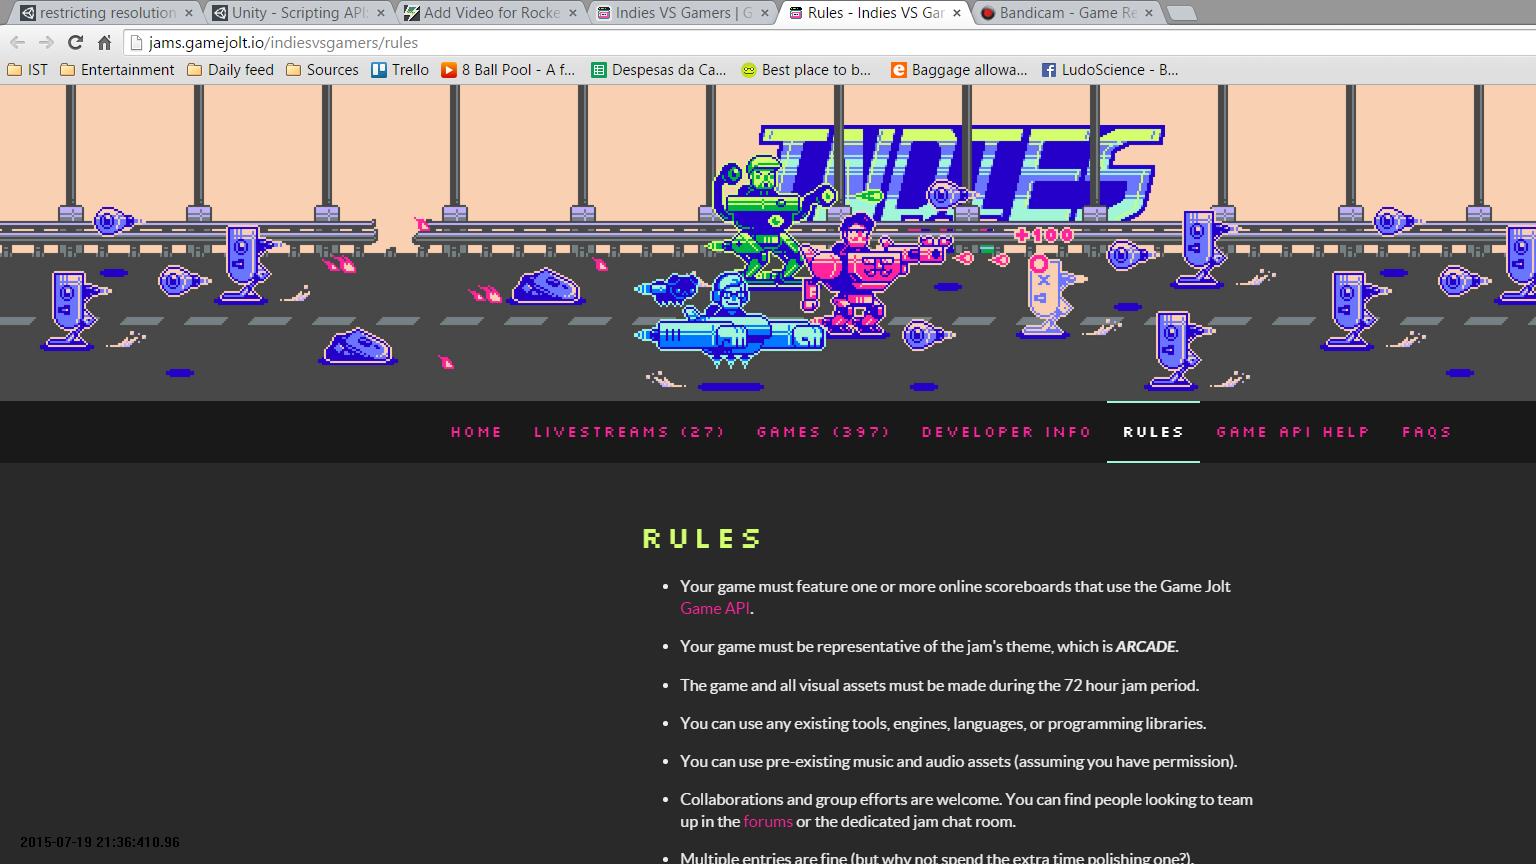 restricting resolution
Unity - Scripting API:
Add Video for Rocke
Indies VS Gamers | G
Rules - Indies VS Gar
Bandicam - Game Re
jams.gamejolt.io/indiesvsgamers/rules
IST
Entertainment
Daily feed
Sources
Trello
8 Ball Pool - A f...
Despesas da Ca...
Best place to b...
Baggage allowa...
LudoScience - B...
INDIES
+100
HOME
LIVESTREAMS (27)
GAMES (397)
DEVELOPER INFO
RULES
GAME API HELP
FAQS
RULES
• Your game must feature one or more online scoreboards that use the Game Jolt
Game API.
• Your game must be representative of the jam's theme, which is ARCADE.
• The game and all visual assets must be made during the 72 hour jam period.
• You can use any existing tools, engines, languages, or programming libraries.
• You can use pre-existing music and audio assets (assuming you have permission).
• Collaborations and group efforts are welcome. You can find people looking to team
up in the forums or the dedicated jam chat room.
• Multiple entries are fine (but why not spend the extra time polishing one?).
2015-07-19 21:36:410.96